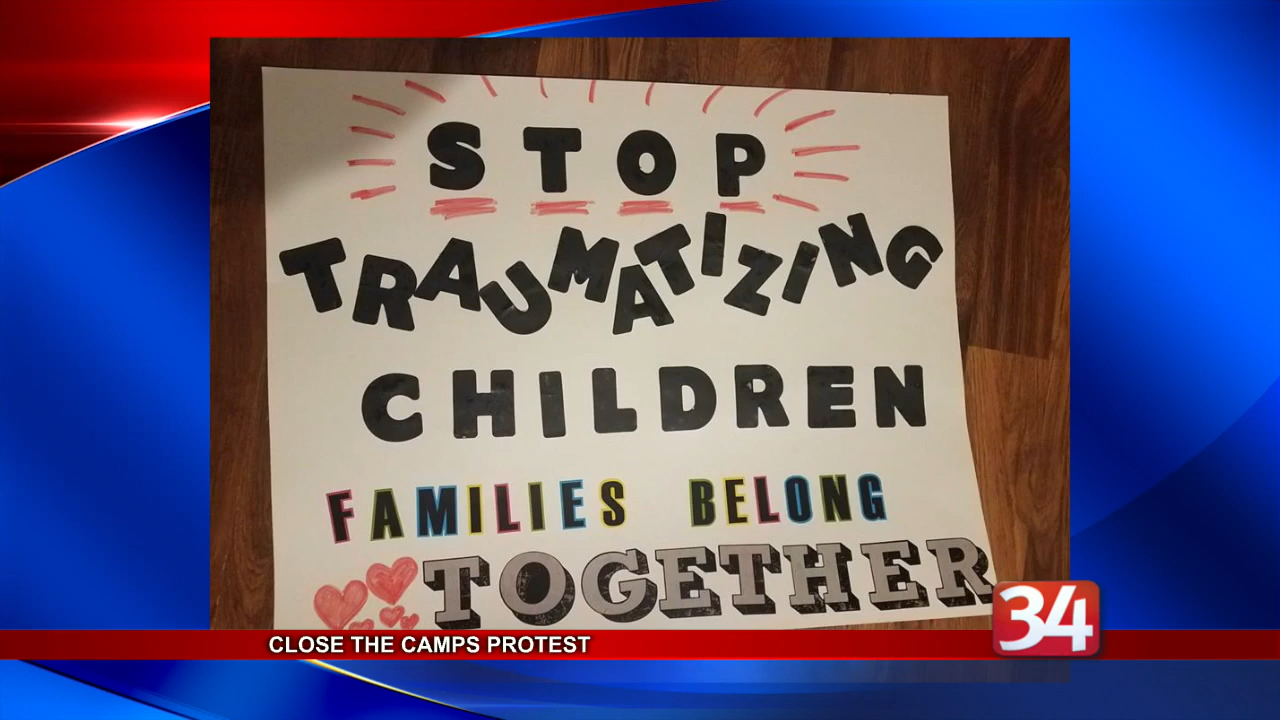 STOP
TRAUMATIZING
CHILDREN
FAMILIES BELONG
TOGETHER
34
CLOSE THE CAMPS PROTEST